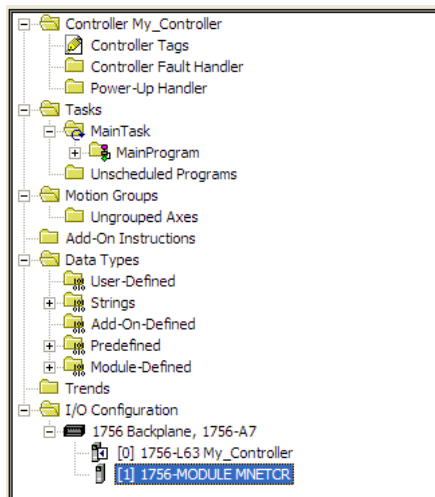 Controller My_Controller
Controller Tags
Controller Fault Handler
Power-Up Handler
Tasks
MainTask
MainProgram
Unscheduled Programs
Motion Groups
Ungrouped Axes
Add-On Instructions
Data Types
User-Defined
Strings
Add-On-Defined
Predefined
Module-Defined
Trends
I/O Configuration
1756 Backplane, 1756-A7
[0] 1756-L63 My_Controller
[1] 1756-MODULE MNETCR